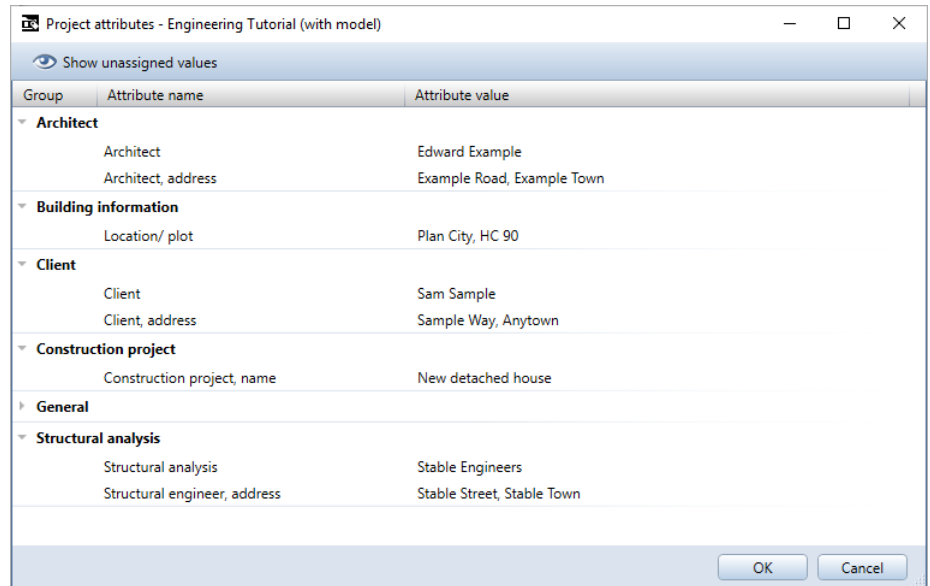 Project attributes - Engineering Tutorial (with model)
Show unassigned values
Group Attribute name Attribute value
Architect
Architect Edward Example
Architect, address Example Road, Example Town
Building information
Location/ plot Plan City, HC 90
Client
Client Sam Sample
Client, address Sample Way, Anytown
Construction project
Construction project, name New detached house
General
Structural analysis
Structural analysis Stable Engineers
Structural engineer, address Stable Street, Stable Town
OK Cancel